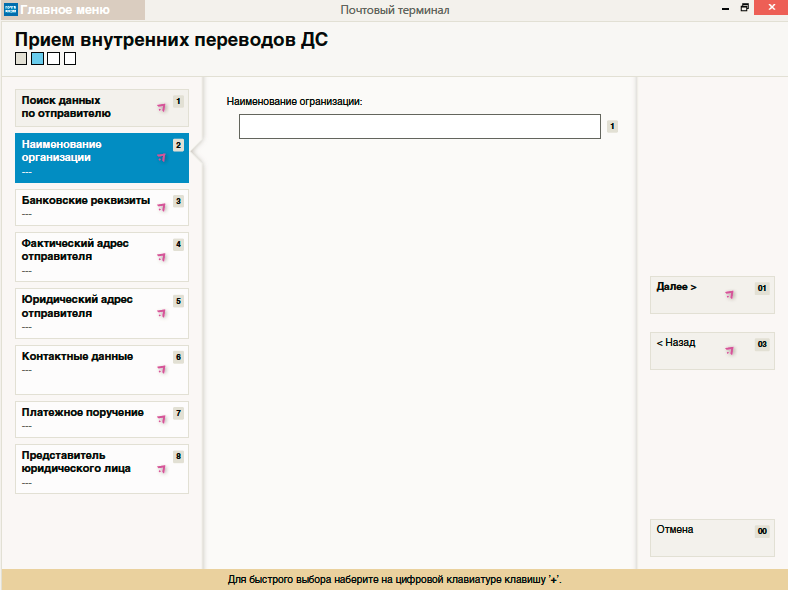 Главное меню
Почтовый терминал
Прием внутренних переводов ДС
Поиск данных
по отправителю
1
Наименование
организации
2
---
Банковские реквизиты
3
---
Фактический адрес
отправителя
4
---
Юридический адрес
отправителя
5
---
Контактные данные
6
---
Платежное поручение
7
---
Представитель
юридического лица
8
---
Наименование огранизации:
1
Далее >
01
< Назад
03
Отмена
00
Для быстрого выбора наберите на цифровой клавиатуре клавишу '+'.